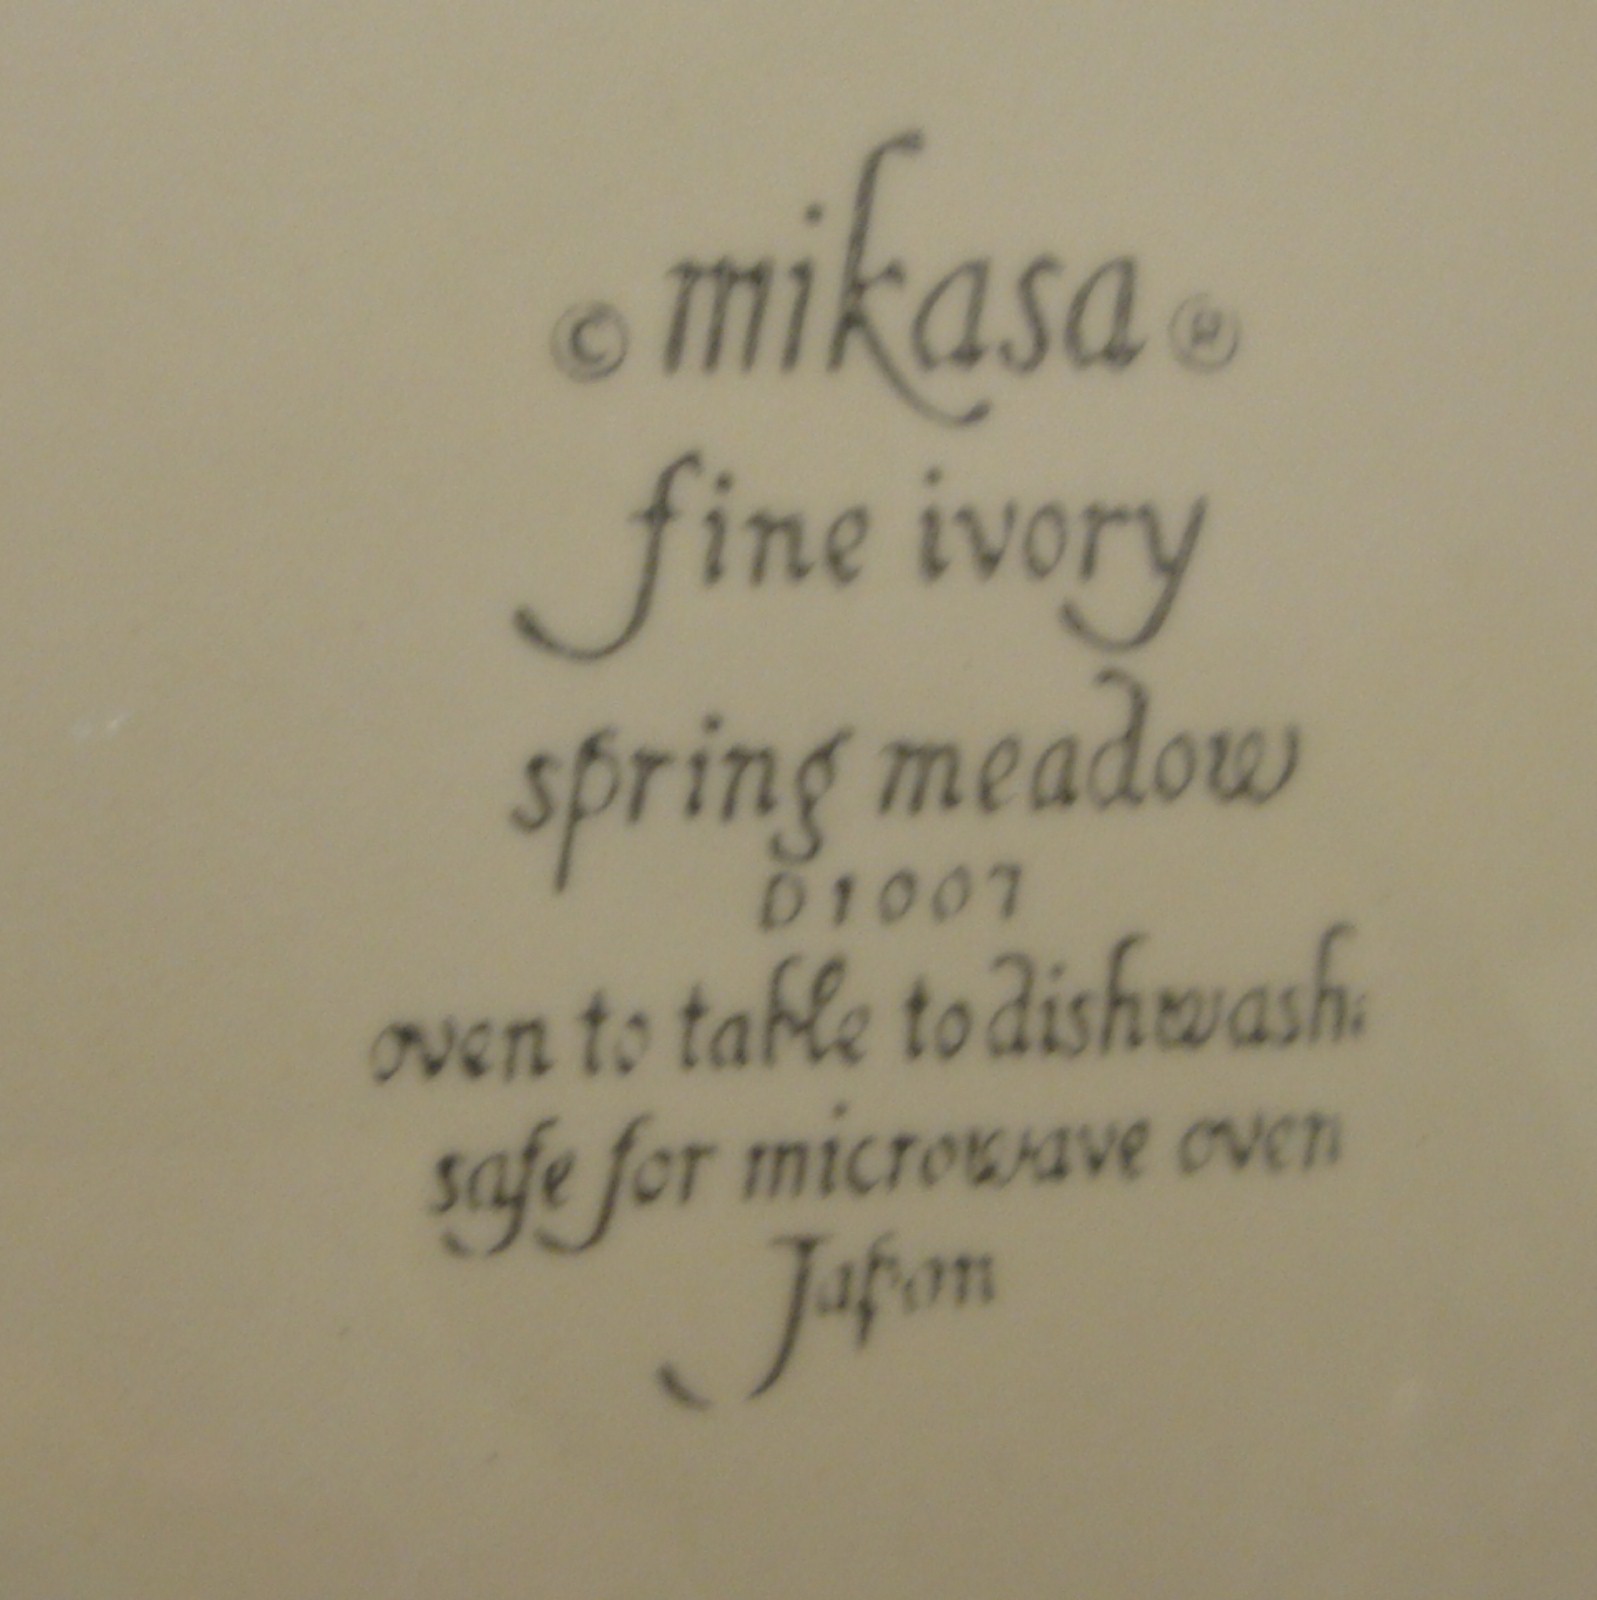 © mikasa ®
fine ivory
spring meadow
D1007
oven to table to dishwash.
safe for microwave oven
Japan